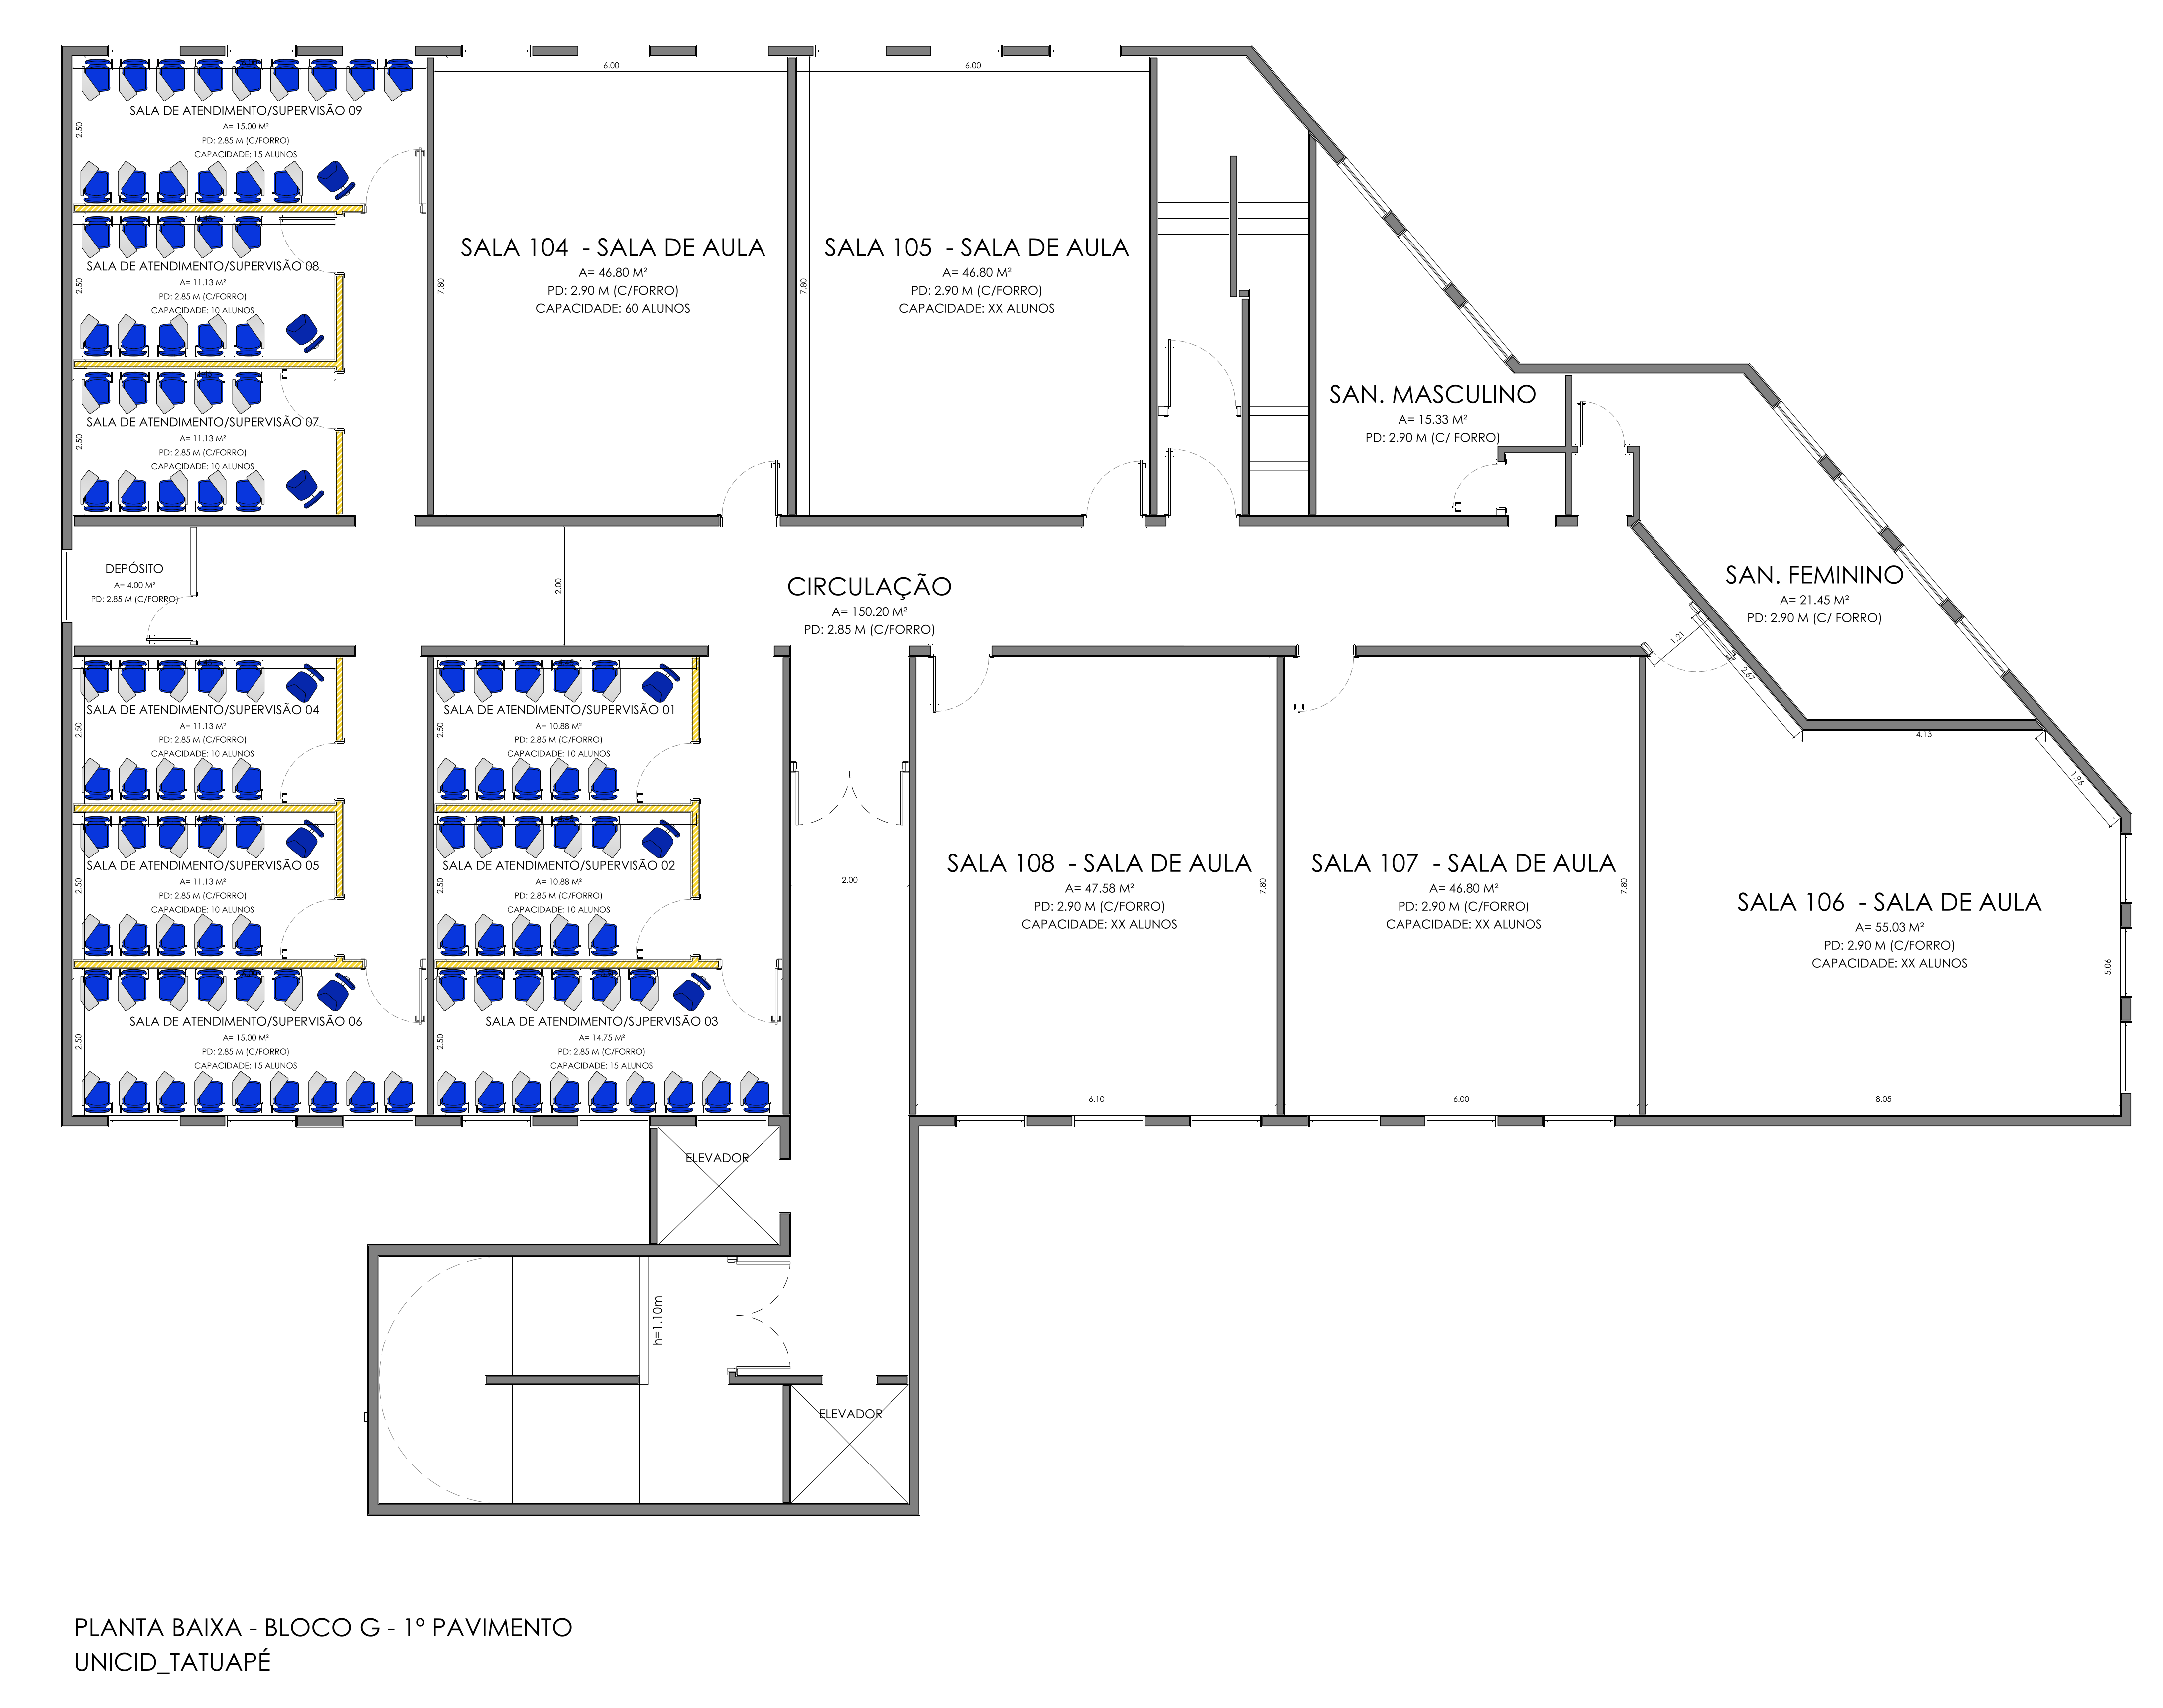 6.00
6.00
SALA DE ATENDIMENTO/SUPERVISÃO 09
A= 15.00 M²
PD: 2.85 M (C/FORRO)
CAPACIDADE: 15 ALUNOS
2.50
SALA DE ATENDIMENTO/SUPERVISÃO 08
A= 11.13 M²
PD: 2.85 M (C/FORRO)
CAPACIDADE: 10 ALUNOS
2.50
4.45
SALA DE ATENDIMENTO/SUPERVISÃO 07
A= 11.13 M²
PD: 2.85 M (C/FORRO)
CAPACIDADE: 10 ALUNOS
2.50
4.45
SALA 104 - SALA DE AULA
A= 46.80 M²
PD: 2.90 M (C/FORRO)
CAPACIDADE: 60 ALUNOS
7.80
SALA 105 - SALA DE AULA
A= 46.80 M²
PD: 2.90 M (C/FORRO)
CAPACIDADE: XX ALUNOS
7.80
SAN. MASCULINO
A= 15.33 M²
PD: 2.90 M (C/ FORRO)
DEPÓSITO
A= 4.00 M²
PD: 2.85 M (C/FORRO)
2.00
CIRCULAÇÃO
A= 150.20 M²
PD: 2.85 M (C/FORRO)
SAN. FEMININO
A= 21.45 M²
PD: 2.90 M (C/ FORRO)
1.21
2.67
4.13
1.96
4.45
SALA DE ATENDIMENTO/SUPERVISÃO 04
A= 11.13 M²
PD: 2.85 M (C/FORRO)
CAPACIDADE: 10 ALUNOS
2.50
SALA DE ATENDIMENTO/SUPERVISÃO 01
A= 10.88 M²
PD: 2.85 M (C/FORRO)
CAPACIDADE: 10 ALUNOS
2.50
4.45
SALA DE ATENDIMENTO/SUPERVISÃO 05
A= 11.13 M²
PD: 2.85 M (C/FORRO)
CAPACIDADE: 10 ALUNOS
2.50
SALA DE ATENDIMENTO/SUPERVISÃO 02
A= 10.88 M²
PD: 2.85 M (C/FORRO)
CAPACIDADE: 10 ALUNOS
2.50
2.00
SALA 108 - SALA DE AULA
A= 47.58 M²
PD: 2.90 M (C/FORRO)
CAPACIDADE: XX ALUNOS
7.80
SALA 107 - SALA DE AULA
A= 46.80 M²
PD: 2.90 M (C/FORRO)
CAPACIDADE: XX ALUNOS
7.80
SALA 106 - SALA DE AULA
A= 55.03 M²
PD: 2.90 M (C/FORRO)
CAPACIDADE: XX ALUNOS
5.06
SALA DE ATENDIMENTO/SUPERVISÃO 06
A= 15.00 M²
PD: 2.85 M (C/FORRO)
CAPACIDADE: 15 ALUNOS
2.50
SALA DE ATENDIMENTO/SUPERVISÃO 03
A= 14.75 M²
PD: 2.85 M (C/FORRO)
CAPACIDADE: 15 ALUNOS
2.50
6.10
6.00
8.05
ELEVADOR
h=1.10m
ELEVADOR
PLANTA BAIXA - BLOCO G - 1º PAVIMENTO
UNICID_TATUAPÉ